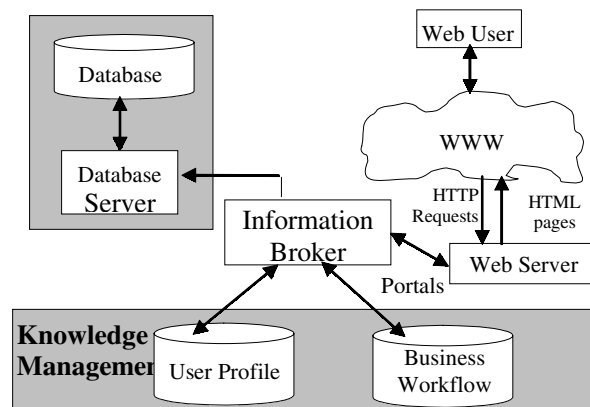 Web User
Database
WWW
Database
Server
HTTP
Requests
HTML
pages
Information
Broker
Web Server
Portals
Knowledge
Management
User Profile
Business
Workflow